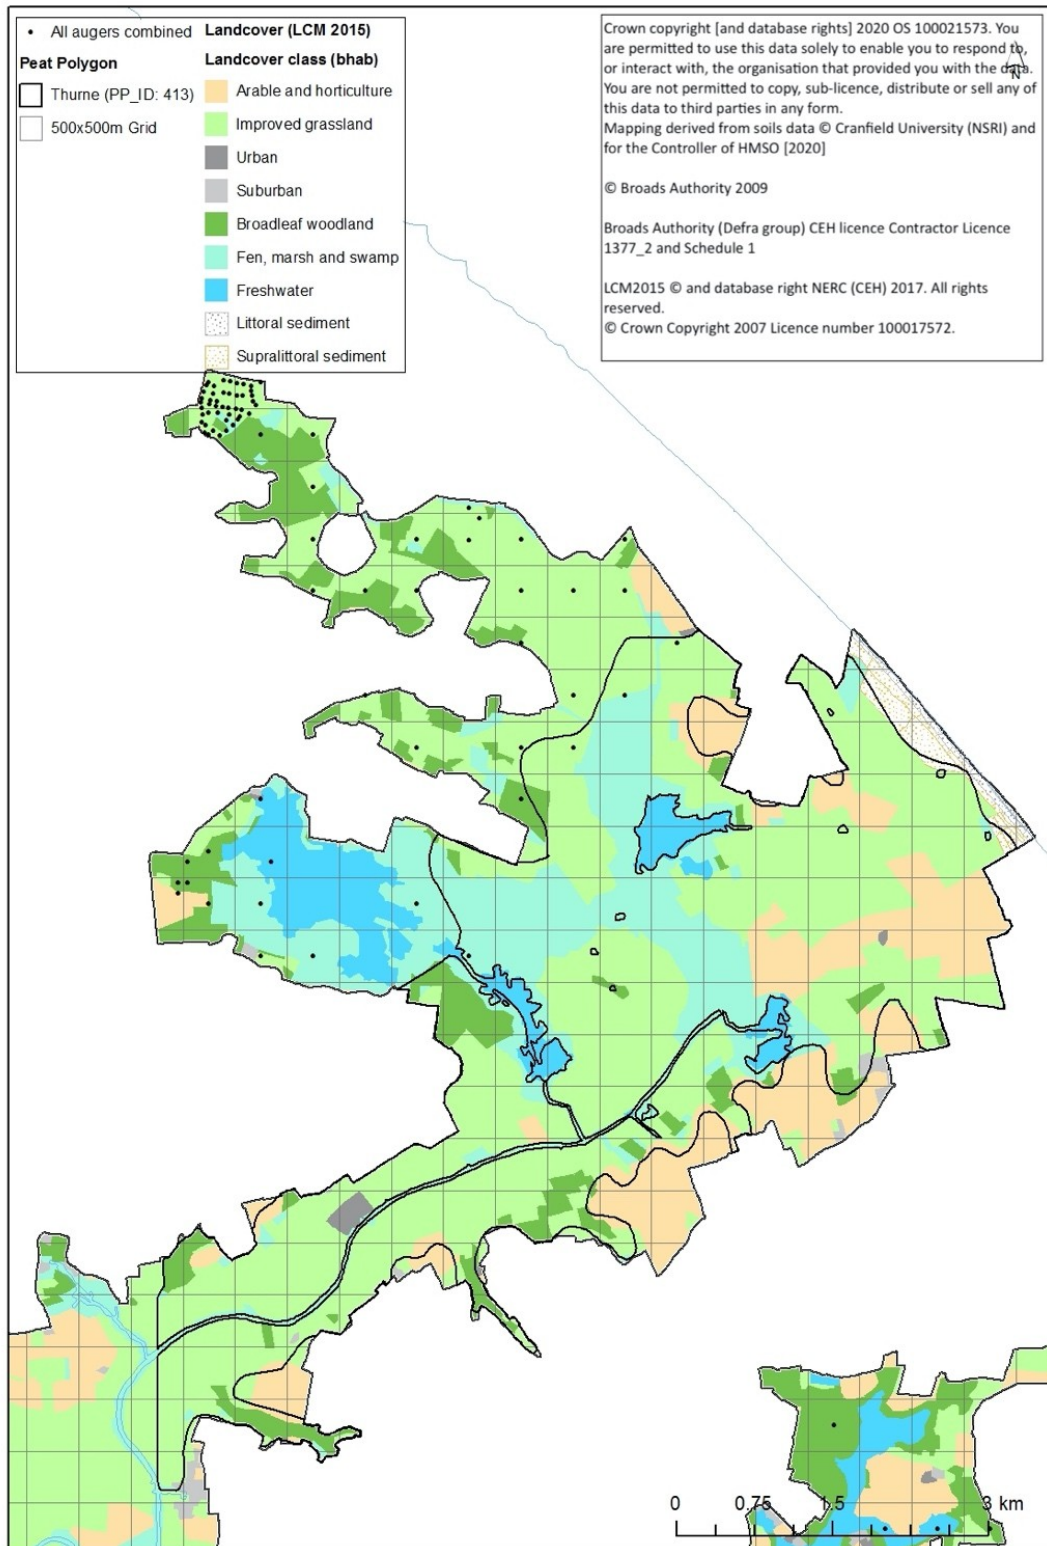 All augers combined
Peat Polygon
Thurne (PP_ID: 413)
500x500m Grid
Landcover (LCM 2015)
Landcover class (bhab)
Arable and horticulture
Improved grassland
Urban
Suburban
Broadleaf woodland
Fen, marsh and swamp
Freshwater
Littoral sediment
Supralittoral sediment
Crown copyright [and database rights] 2020 OS 100021573. You
are permitted to use this data solely to enable you to respond to,
or interact with, the organisation that provided you with the data.
You are not permitted to copy, sub-licence, distribute or sell any of
this data to third parties in any form.
Mapping derived from soils data © Cranfield University (NSRI) and
for the Controller of HMSO [2020]
© Broads Authority 2009
Broads Authority (Defra group) CEH licence Contractor Licence
1377_2 and Schedule 1
LCM2015 © and database right NERC (CEH) 2017. All rights
reserved.
© Crown Copyright 2007 Licence number 100017572.
N
0 0.75 1.5 3 km